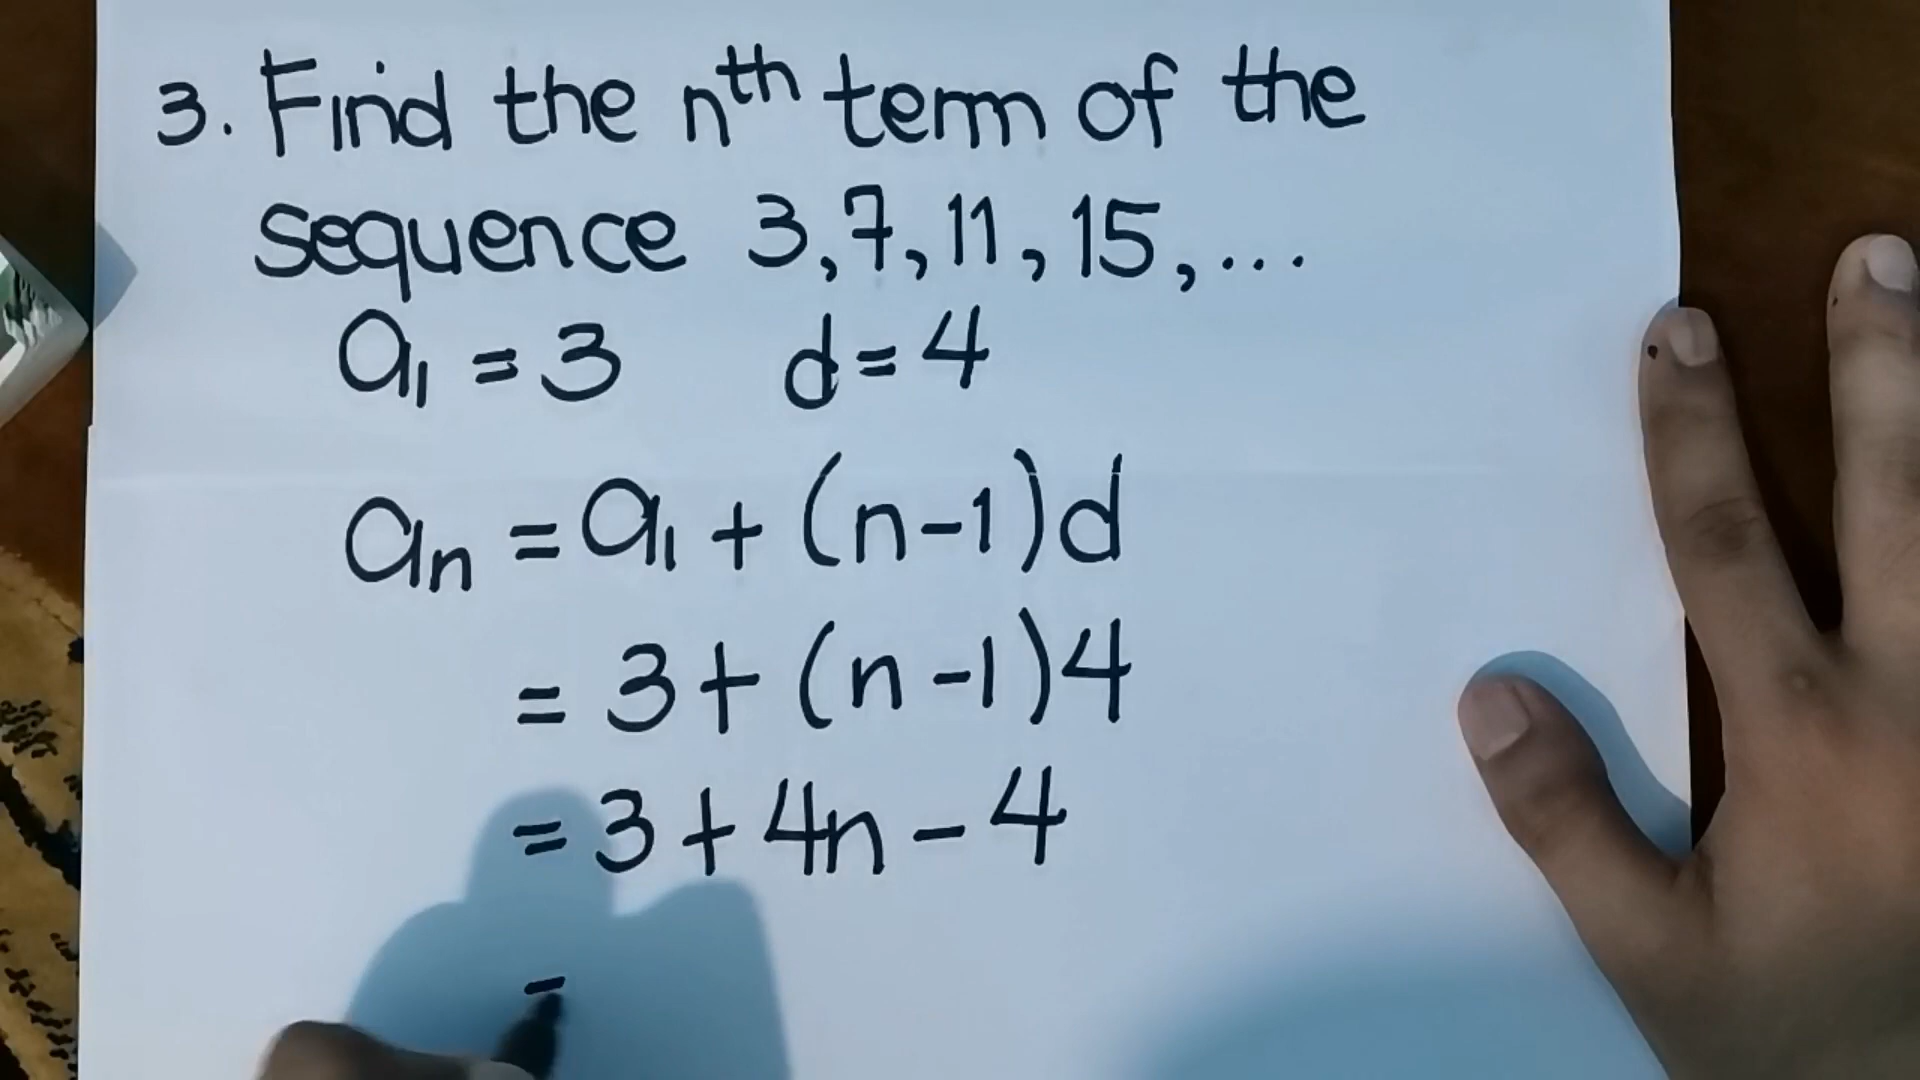 3. Find the nth term of the
sequence 3, 7, 11, 15, ...
a₁ = 3 d = 4
aₙ = a₁ + (n-1)d
= 3 + (n-1)4
= 3 + 4n - 4
-